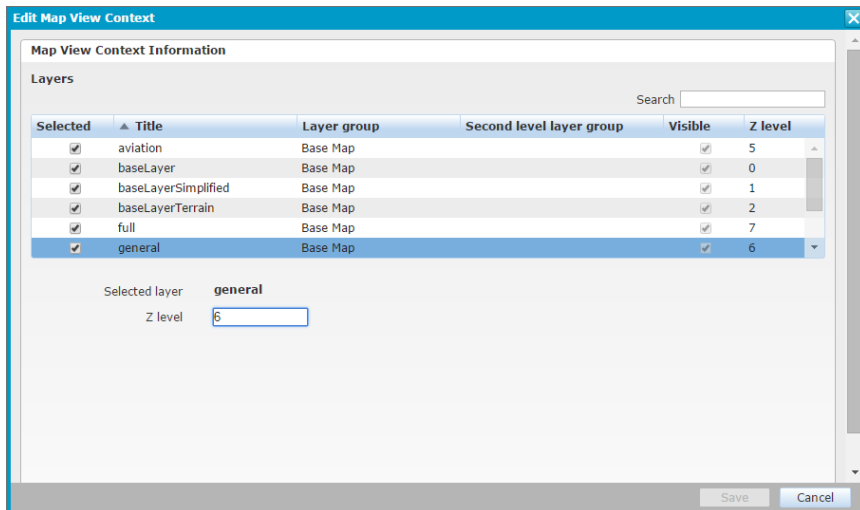 Edit Map View Context
Map View Context Information
Layers
Search
Selected Title Layer group Second level layer group Visible Z level
aviation Base Map 5
baseLayer Base Map 0
baseLayerSimplified Base Map 1
baseLayerTerrain Base Map 2
full Base Map 7
general Base Map 6
Selected layer general
Z level 6
Save Cancel